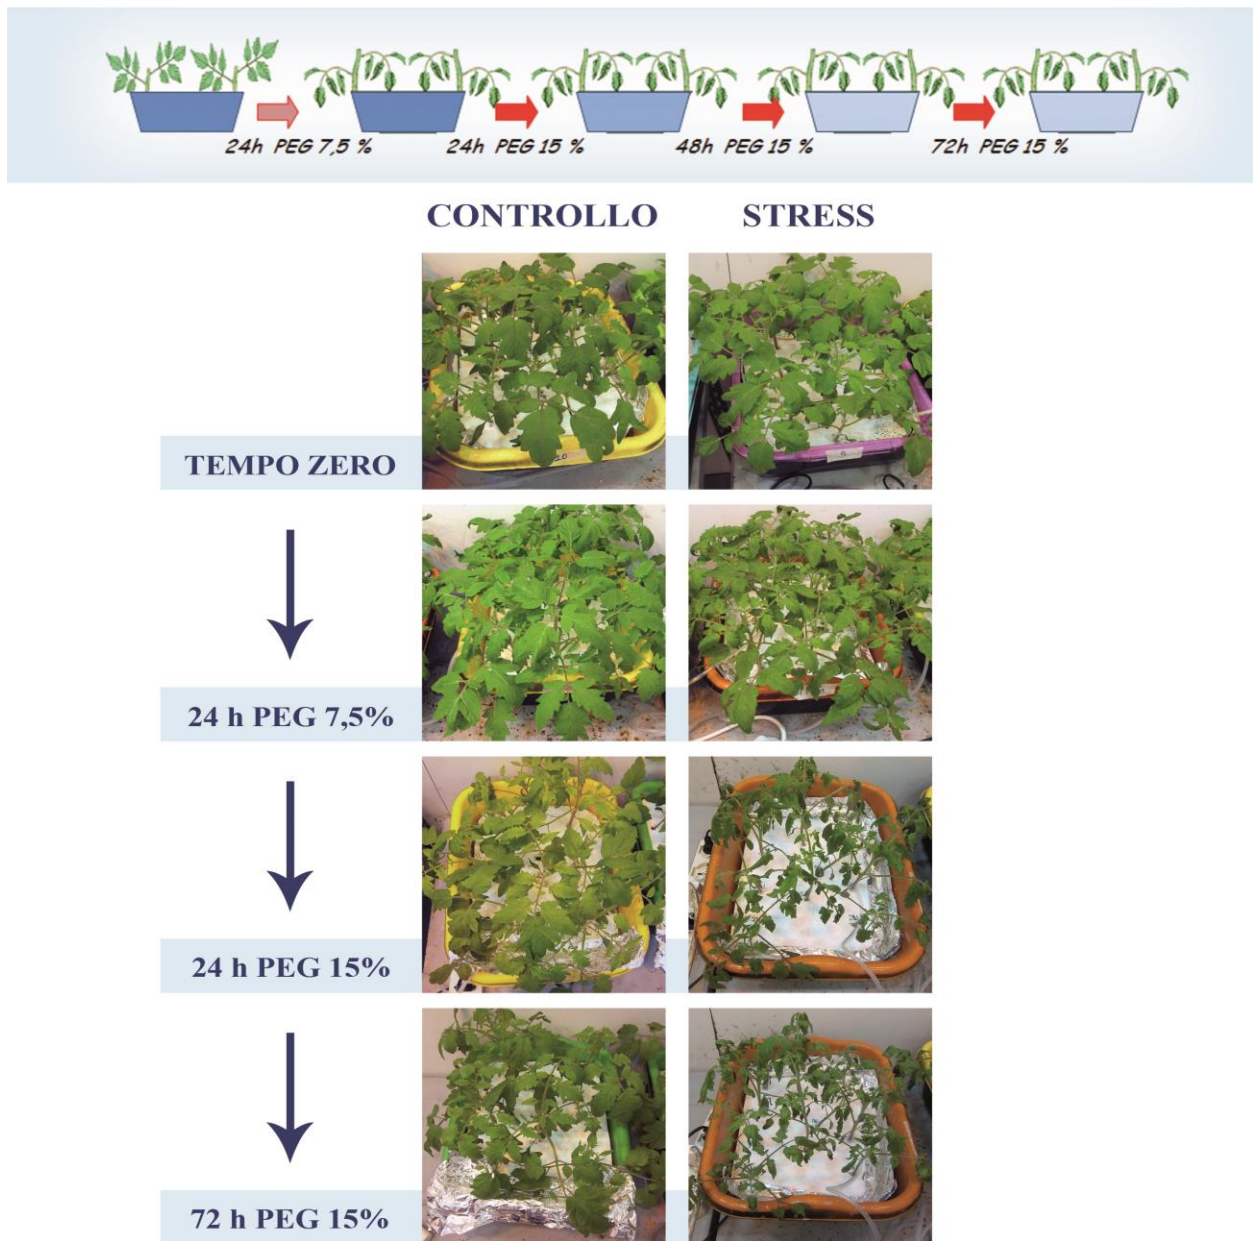 24h PEG 7,5 %
24h PEG 15 %
48h PEG 15 %
72h PEG 15 %
CONTROLLO
STRESS
TEMPO ZERO
24 h PEG 7,5%
24 h PEG 15%
72 h PEG 15%